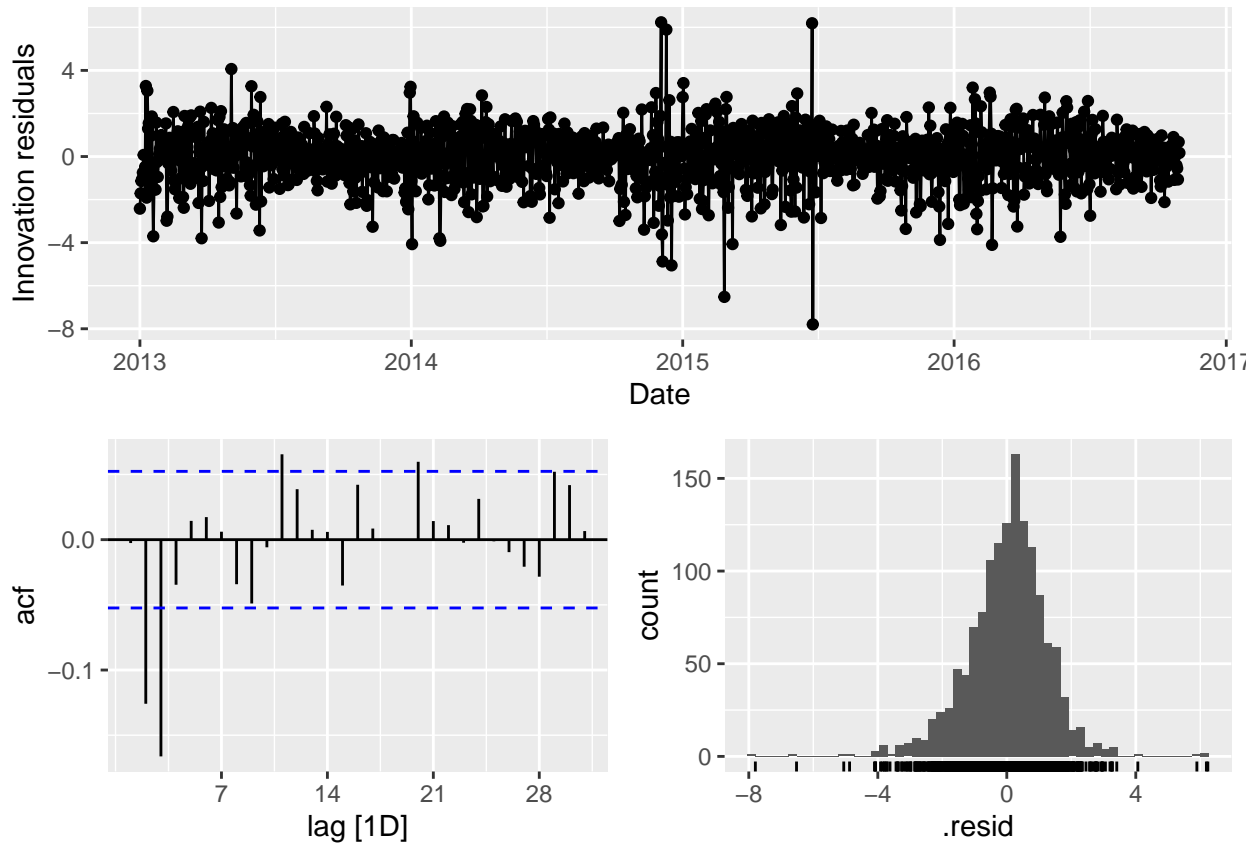 Innovation residuals
4
0
−4
−8
2013 2014 2015 2016 2017
Date
acf
0.0
−0.1
7 14 21 28
lag [1D]
count
150
100
50
0
−8 −4 0 4
.resid